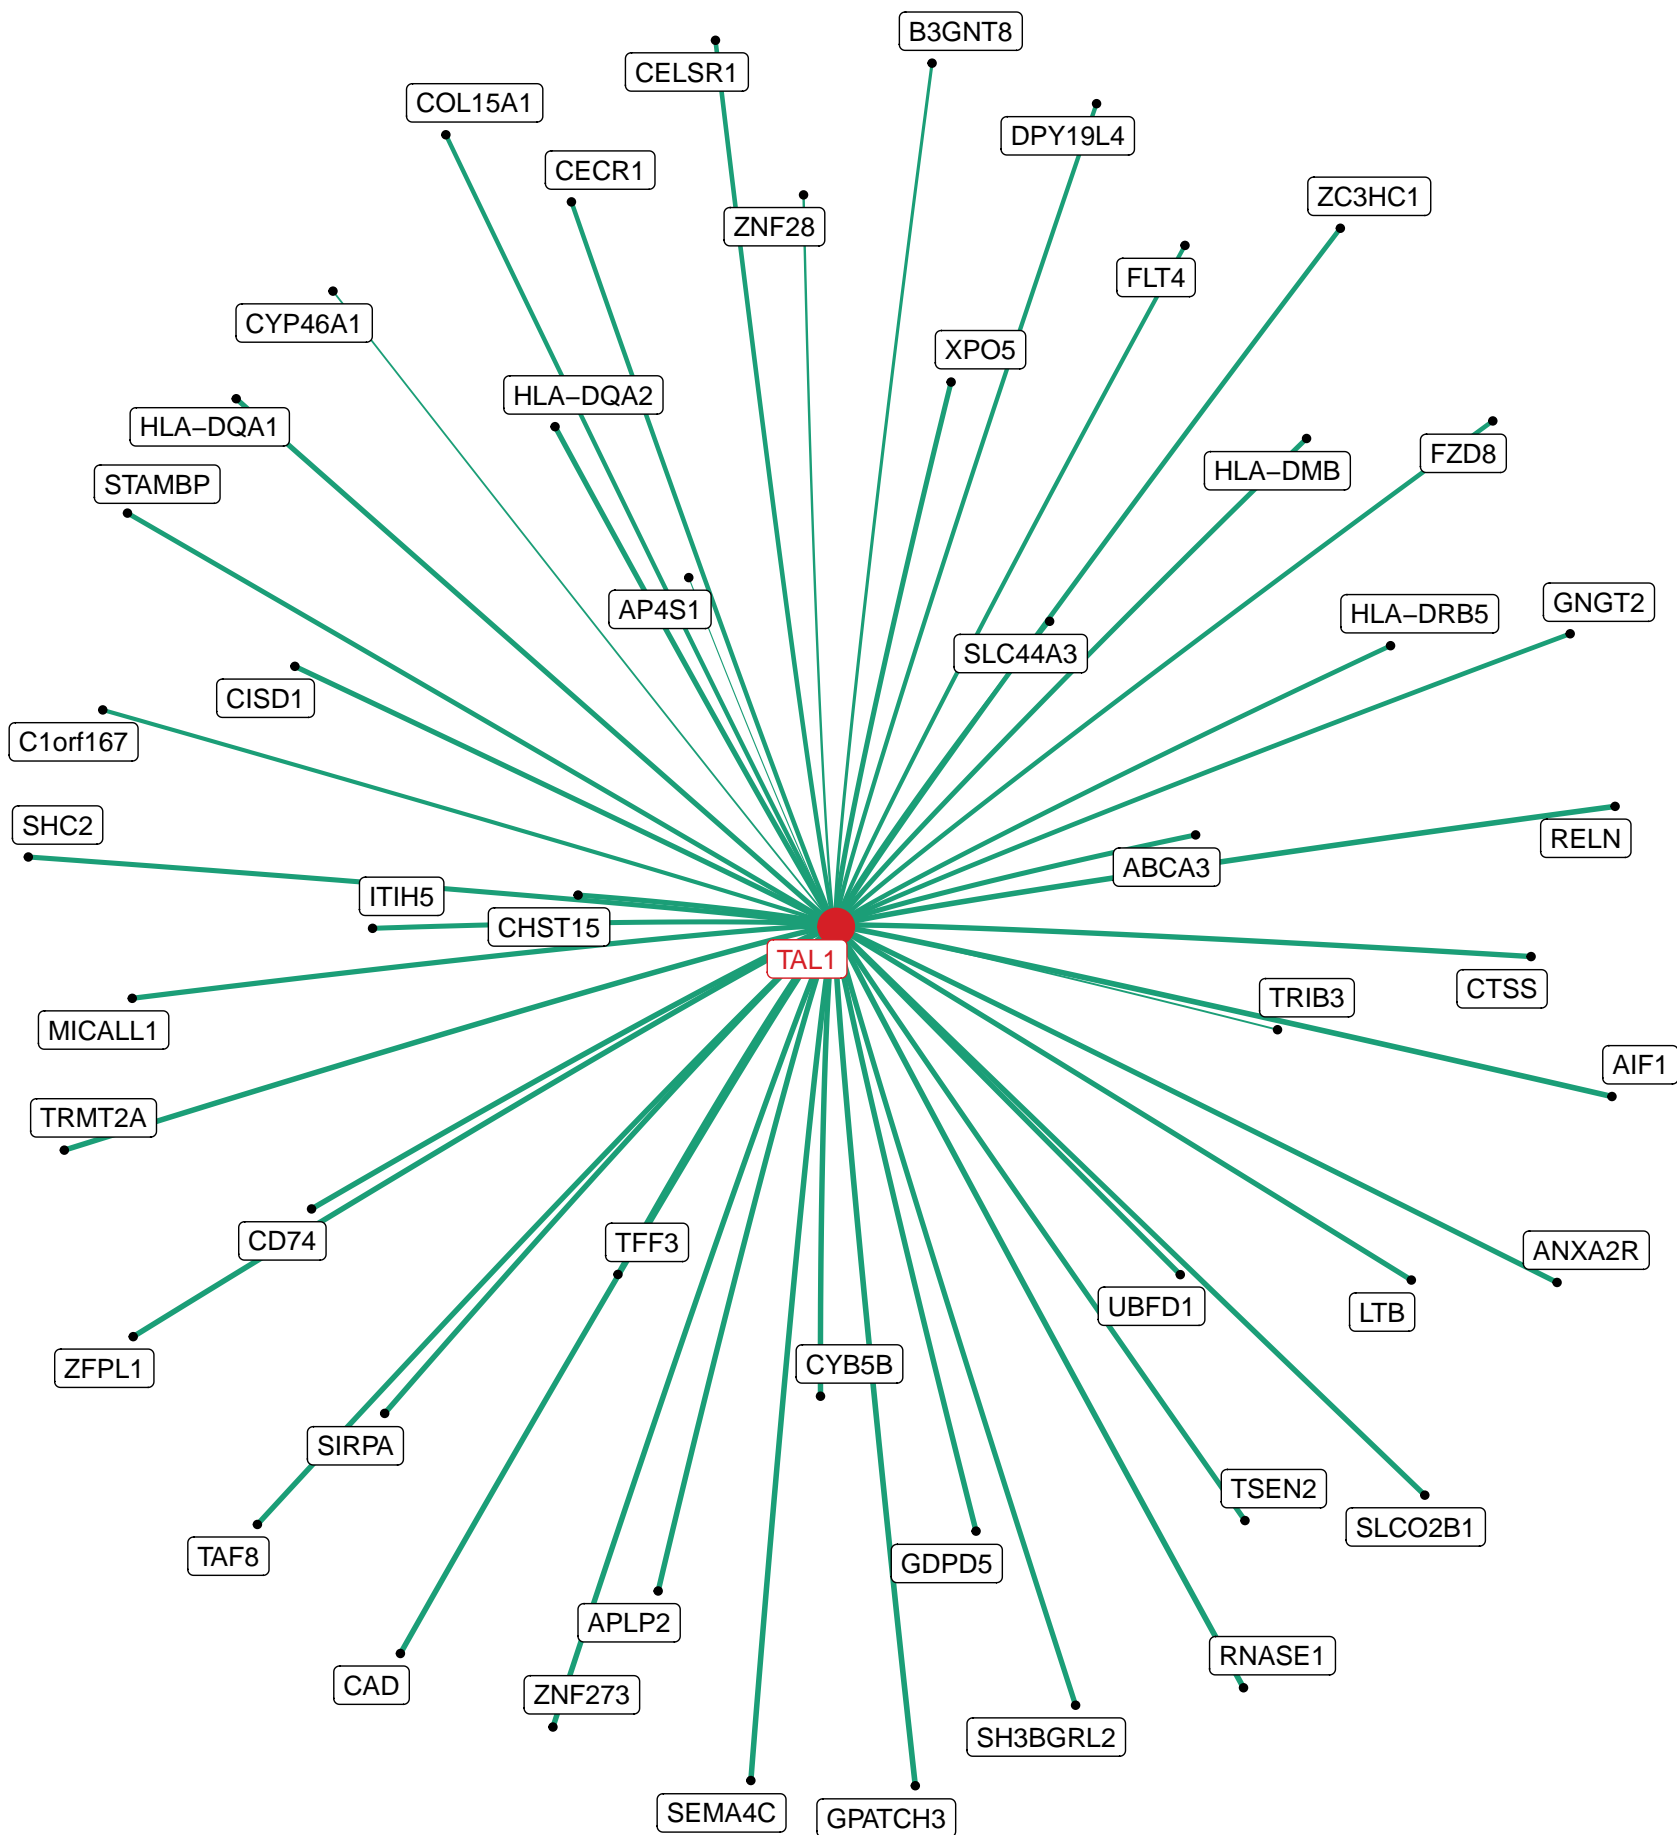 B3GNT8
CELSR1
COL15A1
DPY19L4
CECR1
ZC3HC1
ZNF28
FLT4
CYP46A1
XPO5
HLA−DQA2
HLA−DQA1
FZD8
HLA−DMB
STAMBP
GNGT2
HLA−DRB5
AP4S1
SLC44A3
CISD1
C1orf167
SHC2
RELN
ABCA3
ITIH5
CHST15
TAL1
CTSS
TRIB3
MICALL1
AIF1
TRMT2A
CD74
TFF3
ANXA2R
UBFD1
LTB
CYB5B
ZFPL1
SIRPA
TSEN2
SLCO2B1
TAF8
GDPD5
APLP2
RNASE1
CAD
ZNF273
SH3BGRL2
SEMA4C
GPATCH3